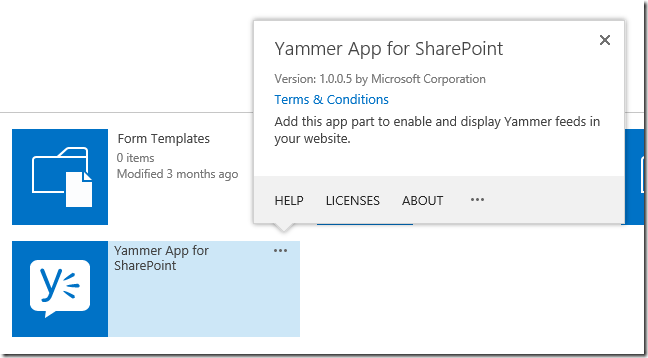 Yammer App for SharePoint
Version: 1.0.0.5 by Microsoft Corporation
Terms & Conditions
Add this app part to enable and display Yammer feeds in
your website.
HELP LICENSES ABOUT
Form Templates
0 items
Modified 3 months ago
Yammer App for
SharePoint